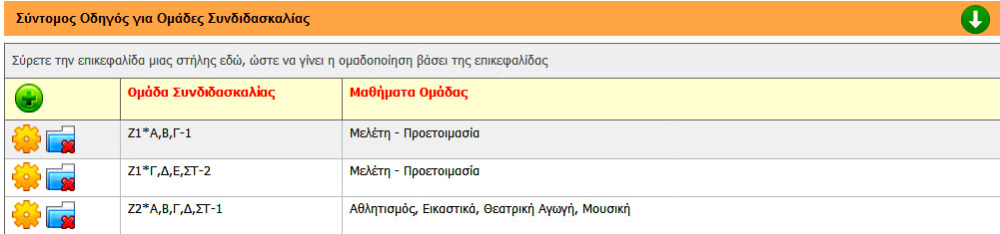 Σύντομος Οδηγός για Ομάδες Συνδιδασκαλίας
Σύρετε την επικεφαλίδα μιας στήλης εδώ, ώστε να γίνει η ομαδοποίηση βάσει της επικεφαλίδας
Ομάδα Συνδιδασκαλίας Μαθήματα Ομάδας
Ζ1*Α,Β,Γ-1 Μελέτη - Προετοιμασία
Ζ1*Γ,Δ,Ε,ΣΤ-2 Μελέτη - Προετοιμασία
Ζ2*Α,Β,Γ,Δ,ΣΤ-1 Αθλητισμός, Εικαστικά, Θεατρική Αγωγή, Μουσική